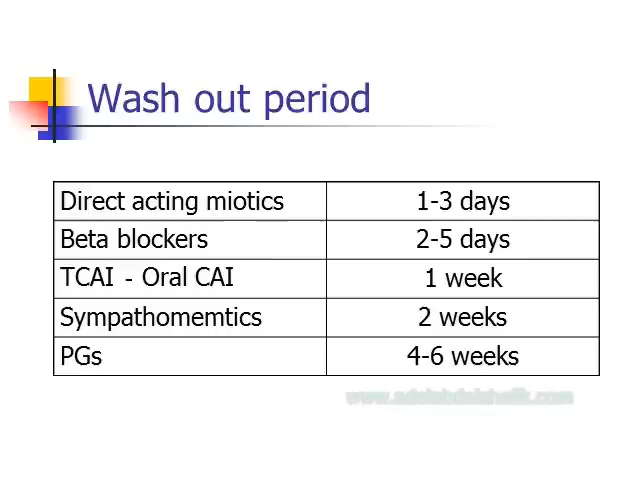 Wash out period
Direct acting miotics 1-3 days
Beta blockers 2-5 days
TCAI - Oral CAI 1 week
Sympathomemtics 2 weeks
PGs 4-6 weeks